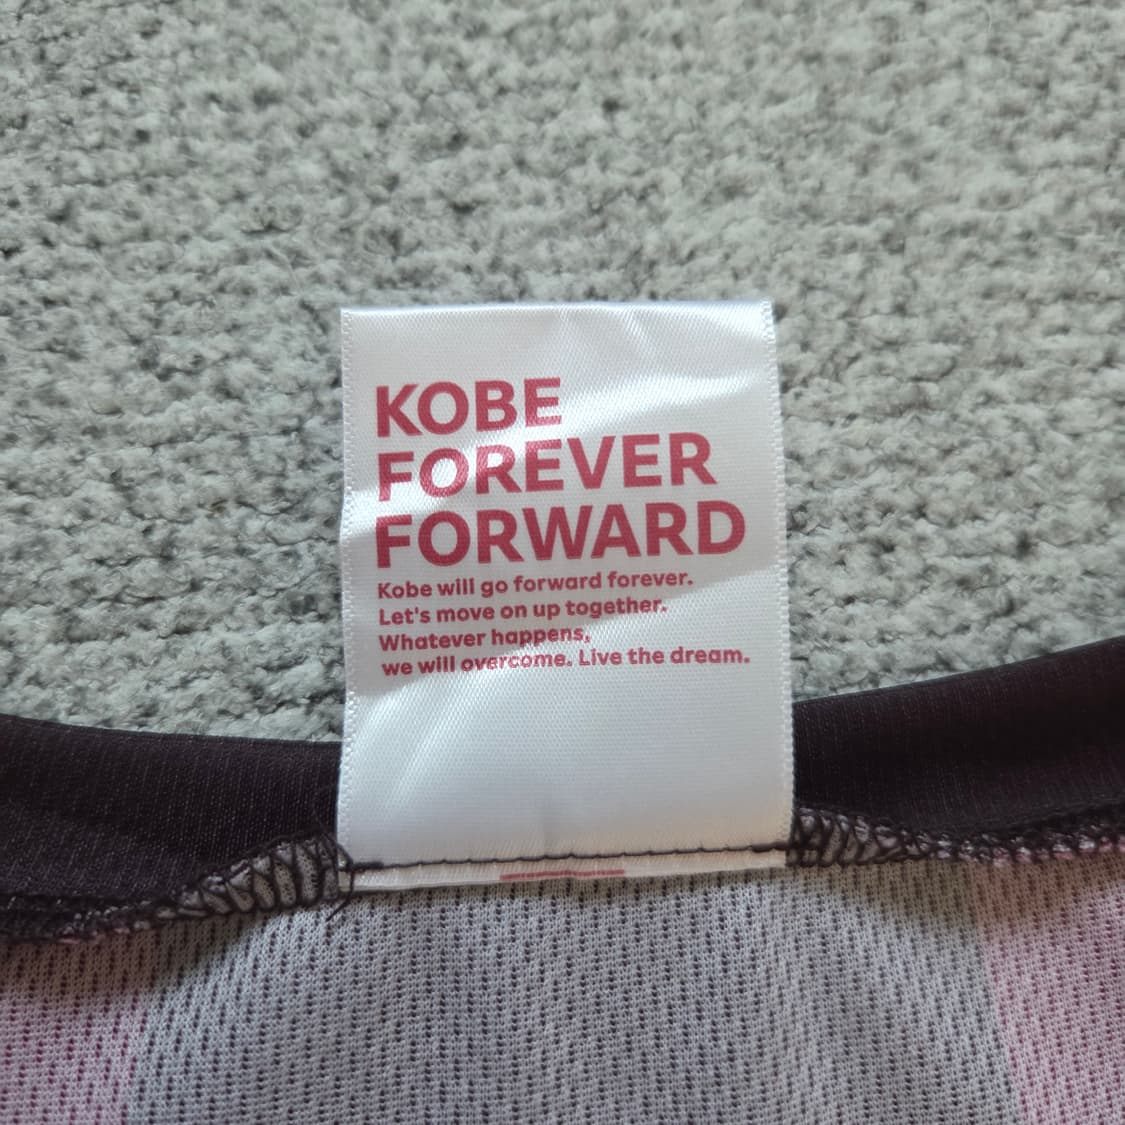 KOBE
FOREVER
FORWARD
Kobe will go forward forever.
Let's move on up together.
Whatever happens,
we will overcome. Live the dream.